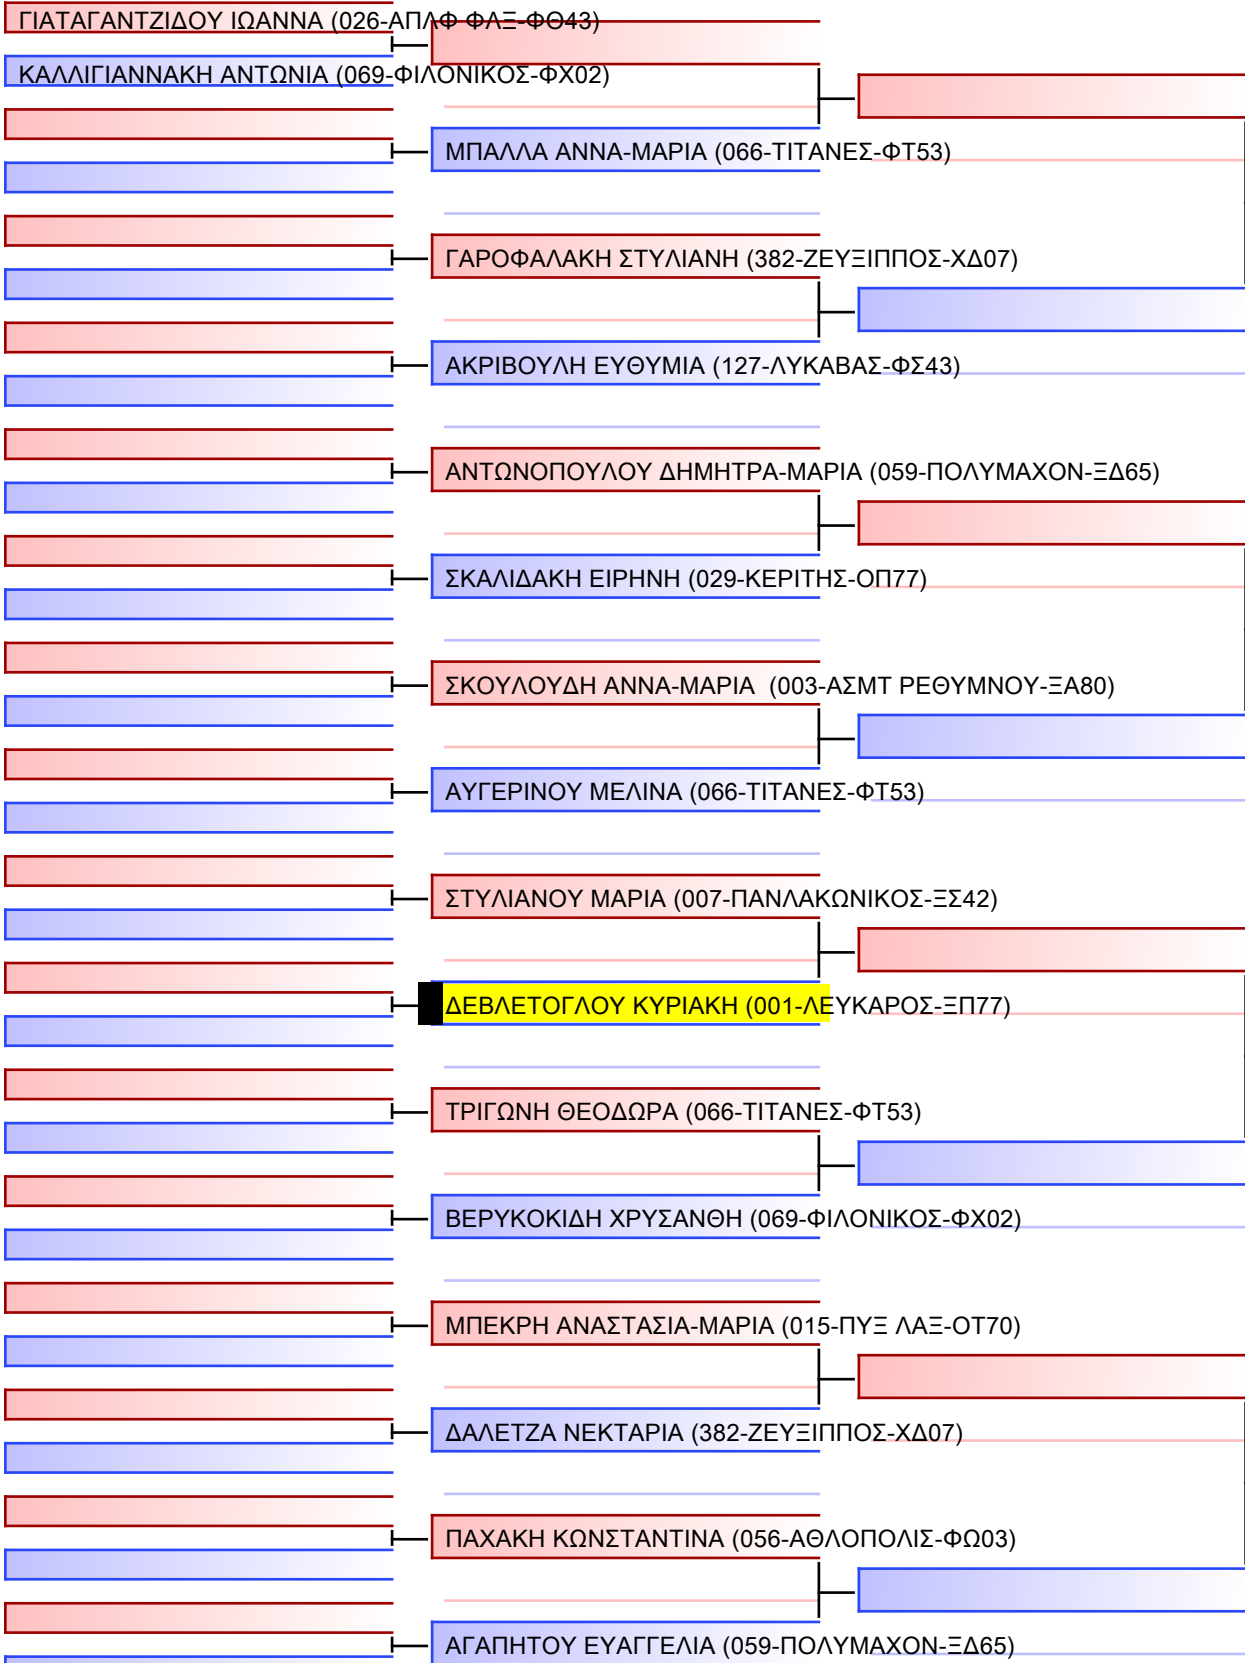 ΓΙΑΤΑΓΑΝΤΖΙΔΟΥ ΙΩΑΝΝΑ (026-ΑΠΛΦ ΦΛΞ-ΦΘ43)
ΚΑΛΛΙΓΙΑΝΝΑΚΗ ΑΝΤΩΝΙΑ (069-ΦΙΛΟΝΙΚΟΣ-ΦΧ02)
ΜΠΑΛΛΑ ΑΝΝΑ-ΜΑΡΙΑ (066-ΤΙΤΑΝΕΣ-ΦΤ53)
ΓΑΡΟΦΑΛΑΚΗ ΣΤΥΛΙΑΝΗ (382-ΖΕΥΞΙΠΠΟΣ-ΧΔ07)
ΑΚΡΙΒΟΥΛΗ ΕΥΘΥΜΙΑ (127-ΛΥΚΑΒΑΣ-ΦΣ43)
ΑΝΤΩΝΟΠΟΥΛΟΥ ΔΗΜΗΤΡΑ-ΜΑΡΙΑ (059-ΠΟΛΥΜΑΧΟΝ-ΞΔ65)
ΣΚΑΛΙΔΑΚΗ ΕΙΡΗΝΗ (029-ΚΕΡΙΤΗΣ-ΟΠ77)
ΣΚΟΥΛΟΥΔΗ ΑΝΝΑ-ΜΑΡΙΑ  (003-ΑΣΜΤ ΡΕΘΥΜΝΟΥ-ΞΑ80)
ΑΥΓΕΡΙΝΟΥ ΜΕΛΙΝΑ (066-ΤΙΤΑΝΕΣ-ΦΤ53)
ΣΤΥΛΙΑΝΟΥ ΜΑΡΙΑ (007-ΠΑΝΛΑΚΩΝΙΚΟΣ-ΞΣ42)
ΔΕΒΛΕΤΟΓΛΟΥ ΚΥΡΙΑΚΗ (001-ΛΕΥΚΑΡΟΣ-ΞΠ77)
ΤΡΙΓΩΝΗ ΘΕΟΔΩΡΑ (066-ΤΙΤΑΝΕΣ-ΦΤ53)
ΒΕΡΥΚΟΚΙΔΗ ΧΡΥΣΑΝΘΗ (069-ΦΙΛΟΝΙΚΟΣ-ΦΧ02)
ΜΠΕΚΡΗ ΑΝΑΣΤΑΣΙΑ-ΜΑΡΙΑ (015-ΠΥΞ ΛΑΞ-ΟΤ70)
ΔΑΛΕΤΖΑ ΝΕΚΤΑΡΙΑ (382-ΖΕΥΞΙΠΠΟΣ-ΧΔ07)
ΠΑΧΑΚΗ ΚΩΝΣΤΑΝΤΙΝΑ (056-ΑΘΛΟΠΟΛΙΣ-ΦΩ03)
ΑΓΑΠΗΤΟΥ ΕΥΑΓΓΕΛΙΑ (059-ΠΟΛΥΜΑΧΟΝ-ΞΔ65)